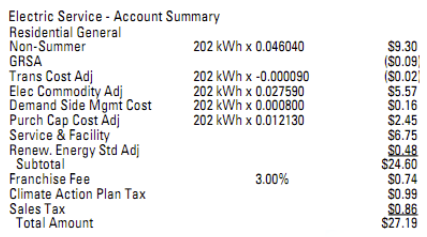 Electric Service - Account Summary
Residential General
Non-Summer 202 kWh x 0.046040 $9.30
GRSA ($0.09)
Trans Cost Adj 202 kWh x -0.000090 ($0.02)
Elec Commodity Adj 202 kWh x 0.027590 $5.57
Demand Side Mgmt Cost 202 kWh x 0.000800 $0.16
Purch Cap Cost Adj 202 kWh x 0.012130 $2.45
Service & Facility $6.75
Renew. Energy Std Adj $0.48
Subtotal $24.60
Franchise Fee 3.00% $0.74
Climate Action Plan Tax $0.99
Sales Tax $0.86
Total Amount $27.19